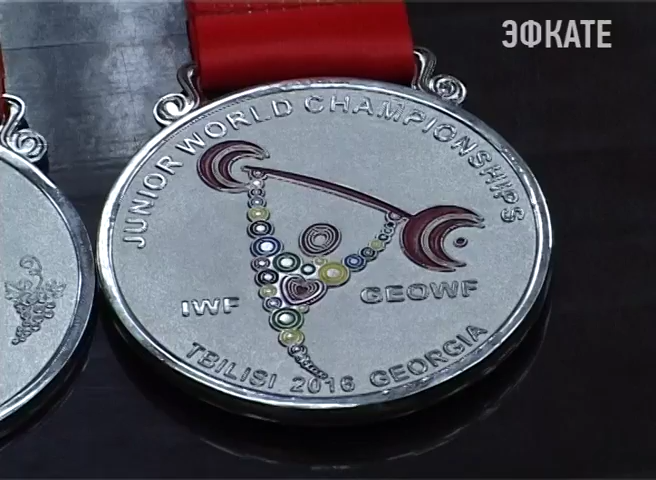 ЭФКАТЕ
JUNIOR WORLD CHAMPIONSHIPS
IWF
GEOWF
TBILISI 2016 GEORGIA